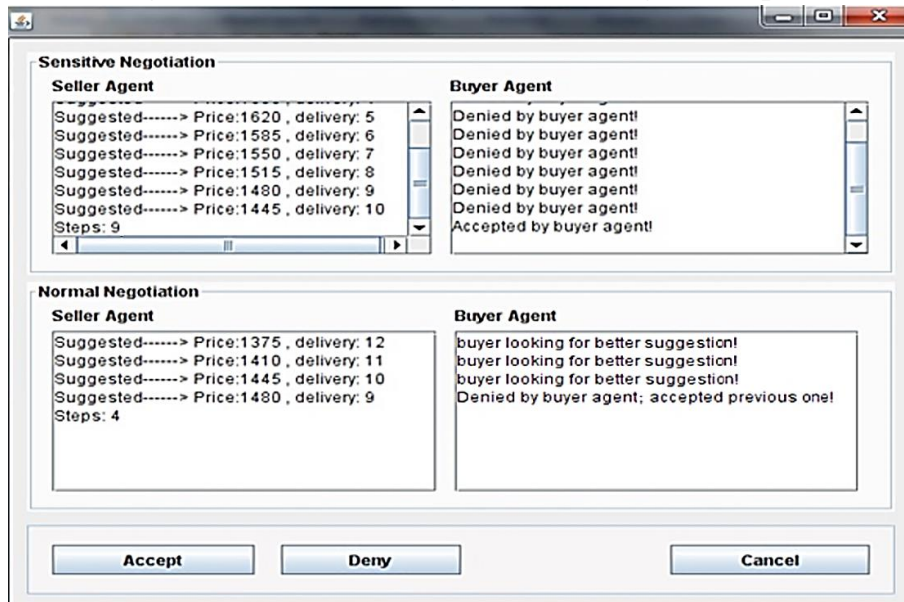 Sensitive Negotiation
Seller Agent
Suggested------> Price:1620 , delivery: 5
Suggested------> Price:1585 , delivery: 6
Suggested------> Price:1550 , delivery: 7
Suggested------> Price:1515 , delivery: 8
Suggested------> Price:1480 , delivery: 9
Suggested------> Price:1445 , delivery: 10
Steps: 9
Buyer Agent
Denied by buyer agent!
Denied by buyer agent!
Denied by buyer agent!
Denied by buyer agent!
Denied by buyer agent!
Denied by buyer agent!
Accepted by buyer agent!
Normal Negotiation
Seller Agent
Suggested------> Price:1375 , delivery: 12
Suggested------> Price:1410 , delivery: 11
Suggested------> Price:1445 , delivery: 10
Suggested------> Price:1480 , delivery: 9
Steps: 4
Buyer Agent
buyer looking for better suggestion!
buyer looking for better suggestion!
buyer looking for better suggestion!
Denied by buyer agent; accepted previous one!
Accept
Deny
Cancel